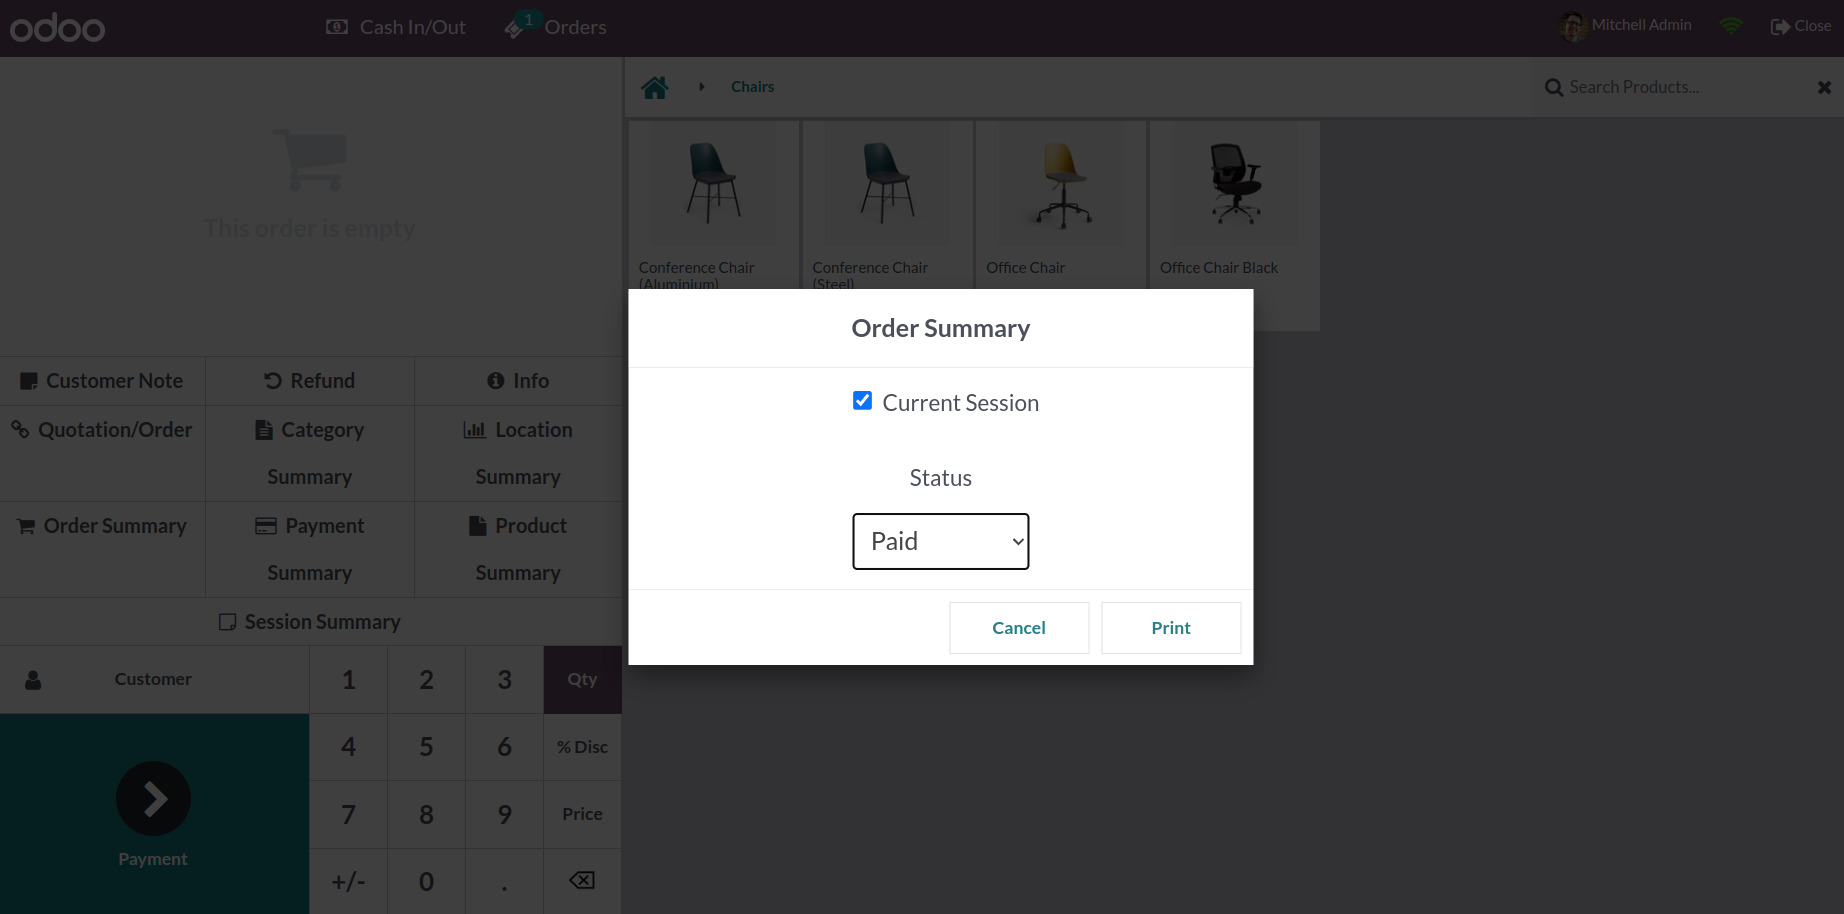 odoo
Cash In/Out
1
Orders
Mitchell Admin
Close
Chairs
Search Products...
This order is empty
Conference Chair
(Aluminium)
Conference Chair
(Steel)
Office Chair
Office Chair Black
Order Summary
Current Session
Status
Paid
Cancel
Print
Customer Note
Refund
Info
Quotation/Order
Category
Summary
Location
Summary
Order Summary
Payment
Summary
Product
Summary
Session Summary
Customer
1 2 3 Qty
4 5 6 % Disc
7 8 9 Price
+/- 0 .
Payment